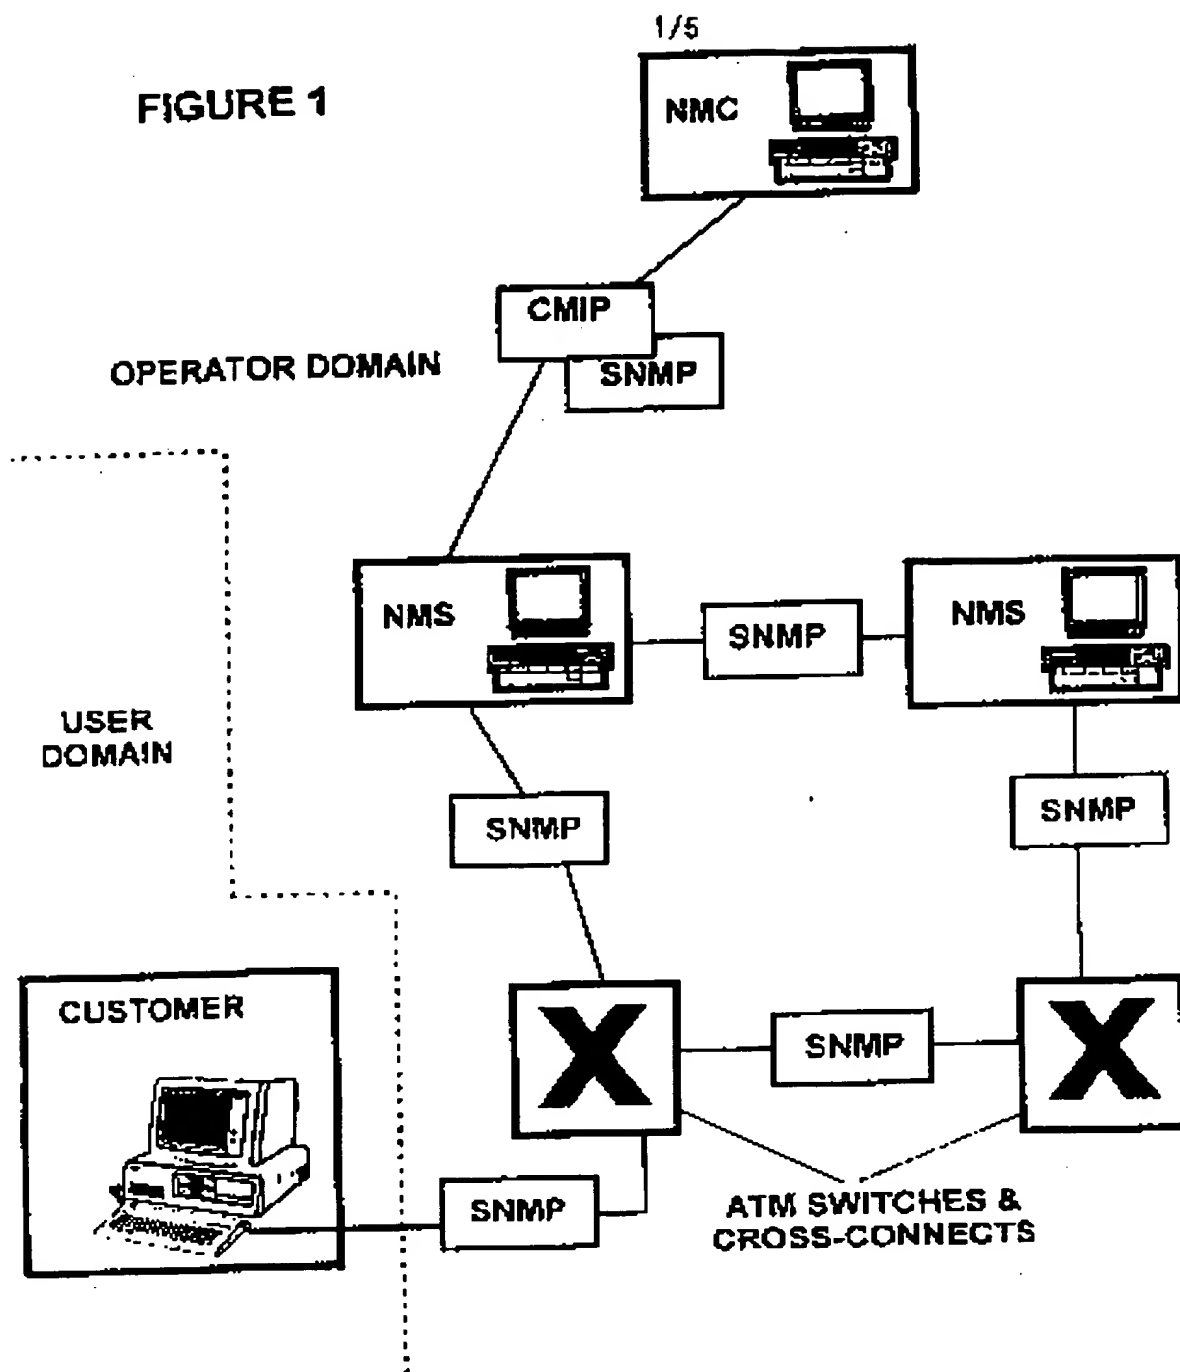 1/5
FIGURE 1
NMC
CMIP
OPERATOR DOMAIN
SNMP
NMS
SNMP
NMS
USER
DOMAIN
SNMP
SNMP
CUSTOMER
X
SNMP
X
SNMP
ATM SWITCHES &
CROSS-CONNECTS